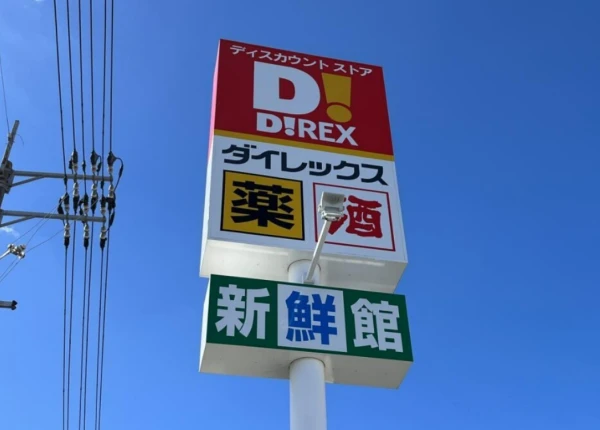 ディスカウント ストア
D!
D!REX
ダイレックス
薬 酒
新鮮館